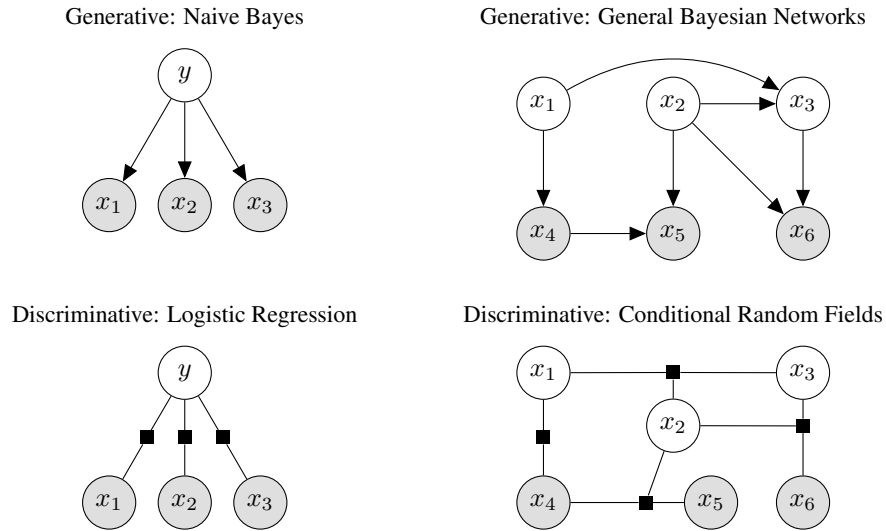 Generative: Naive Bayes
y
x₁ x₂ x₃
Generative: General Bayesian Networks
x₁ x₂ x₃
x₄ x₅ x₆
Discriminative: Logistic Regression
y
x₁ x₂ x₃
Discriminative: Conditional Random Fields
x₁ x₃
x₂
x₄ x₅ x₆